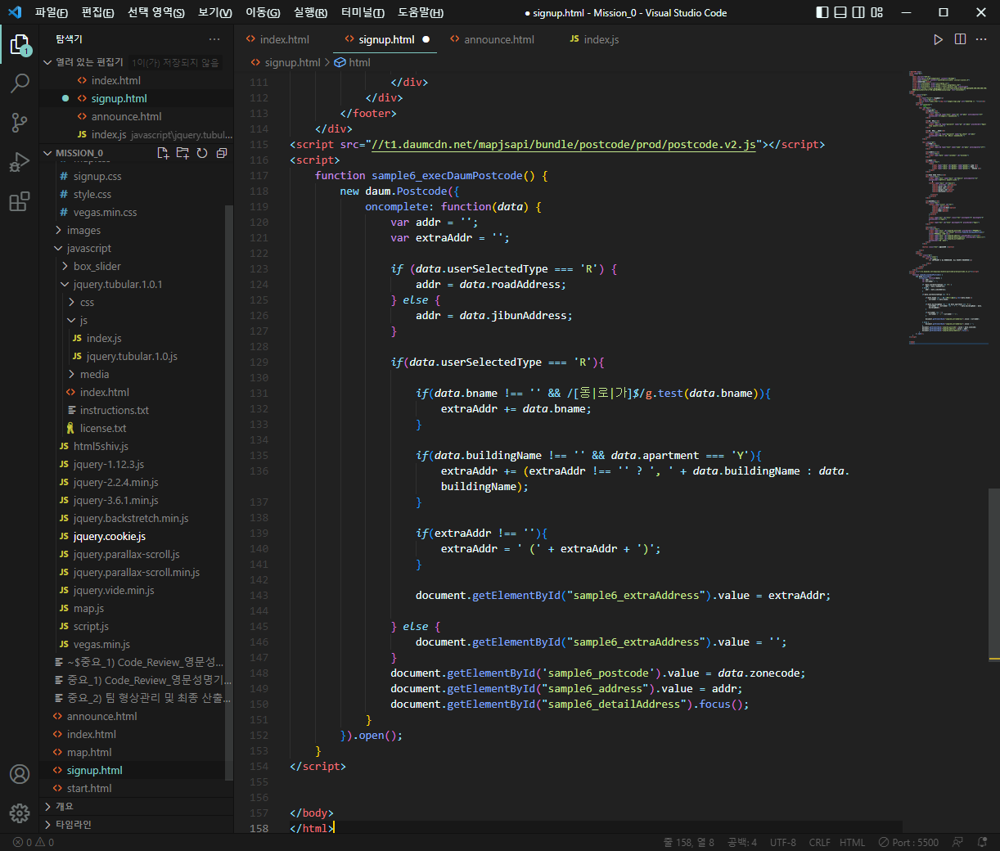 파일(F) 편집(E) 선택 영역(S) 보기(V) 이동(G) 실행(R) 터미널(T) 도움말(H) ● signup.html - Mission_0 - Visual Studio Code
탐색기
열려 있는 편집기 1이(가) 저장되지 않음
index.html
signup.html
announce.html
JS index.js javascript\jquery.tubul...
MISSION_0
# signup.css
# style.css
# vegas.min.css
images
javascript
box_slider
jquery.tubular.1.0.1
css
js
JS index.js
JS jquery.tubular.1.0.js
media
index.html
instructions.txt
license.txt
JS html5shiv.js
JS jquery-1.12.3.js
JS jquery-2.2.4.min.js
JS jquery-3.6.1.min.js
JS jquery.backstretch.min.js
JS jquery.cookie.js
JS jquery.parallax-scroll.js
JS jquery.parallax-scroll.min.js
JS jquery.vide.min.js
JS map.js
JS script.js
JS vegas.min.js
~$중요_1) Code_Review_영문성...
중요_1) Code_Review_영문성명기...
중요_2) 팀 형상관리 및 최종 산출...
announce.html
index.html
map.html
signup.html
start.html
개요
타임라인
1
index.html signup.html announce.html JS index.js
signup.html > html
111 </div>
112 </div>
113 </footer>
114 </div>
115 <script src="//t1.daumcdn.net/mapjsapi/bundle/postcode/prod/postcode.v2.js"></script>
116 <script>
117 function sample6_execDaumPostcode() {
118 new daum.Postcode({
119 oncomplete: function(data) {
120 var addr = '';
121 var extraAddr = '';
122
123 if (data.userSelectedType === 'R') {
124 addr = data.roadAddress;
125 } else {
126 addr = data.jibunAddress;
127 }
128
129 if(data.userSelectedType === 'R'){
130
131 if(data.bname !== '' && /[동|로|가]$/g.test(data.bname)){
132 extraAddr += data.bname;
133 }
134
135 if(data.buildingName !== '' && data.apartment === 'Y'){
136 extraAddr += (extraAddr !== '' ? ', ' + data.buildingName : data.
buildingName);
137 }
138
139 if(extraAddr !== ''){
140 extraAddr = ' (' + extraAddr + ')';
141 }
142
143 document.getElementById("sample6_extraAddress").value = extraAddr;
144
145 } else {
146 document.getElementById("sample6_extraAddress").value = '';
147 }
148 document.getElementById('sample6_postcode').value = data.zonecode;
149 document.getElementById("sample6_address").value = addr;
150 document.getElementById("sample6_detailAddress").focus();
151 }
152 }).open();
153 }
154 </script>
155
156
157 </body>
158 </html>
0 0 줄 158, 열 8 공백: 4 UTF-8 CRLF HTML Port : 5500